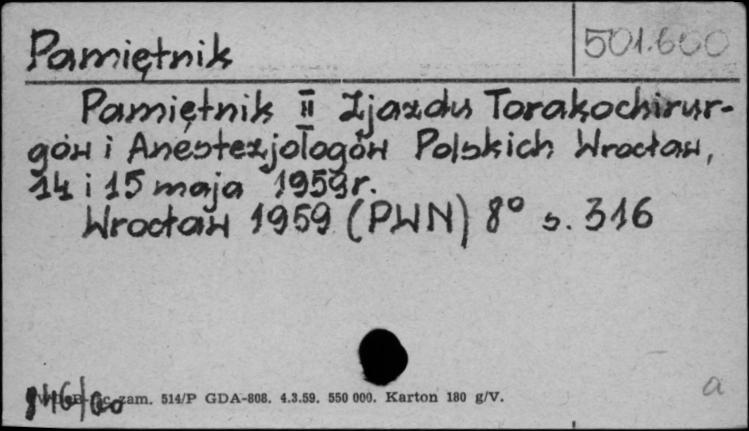 Pamiętnik 501.600
Pamiętnik II Zjazdu Torakochirur-
gów i Anestezjologów Polskich Wrocław,
14 i 15 maja 1959r.
Wrocław 1959 (PWN) 8° s. 316
zam. 514/P GDA-808. 4.3.59. 550 000. Karton 180 g/V.
a